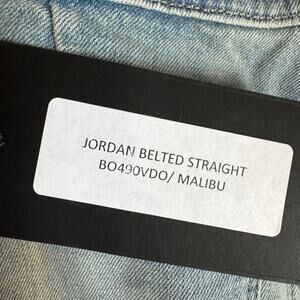 JORDAN BELTED STRAIGHT
BO490VDO/ MALIBU